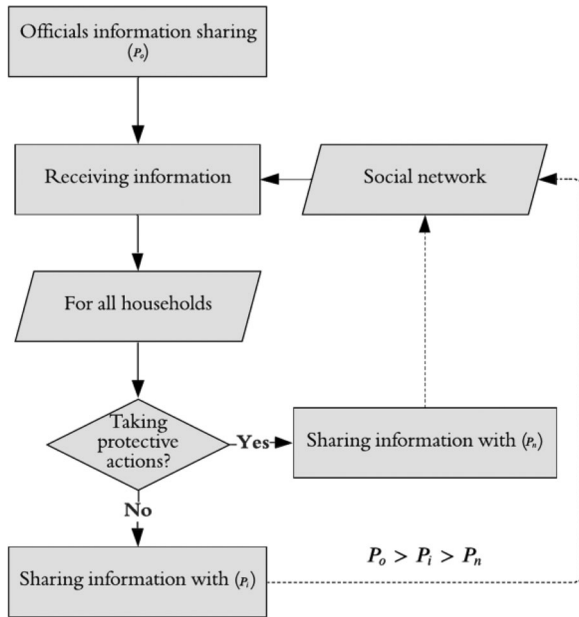 Officials information sharing
(Pₒ)
Receiving information
Social network
For all households
Taking
protective
actions?
Yes
Sharing information with (Pₙ)
No
Sharing information with (Pᵢ)
Pₒ > Pᵢ > Pₙ